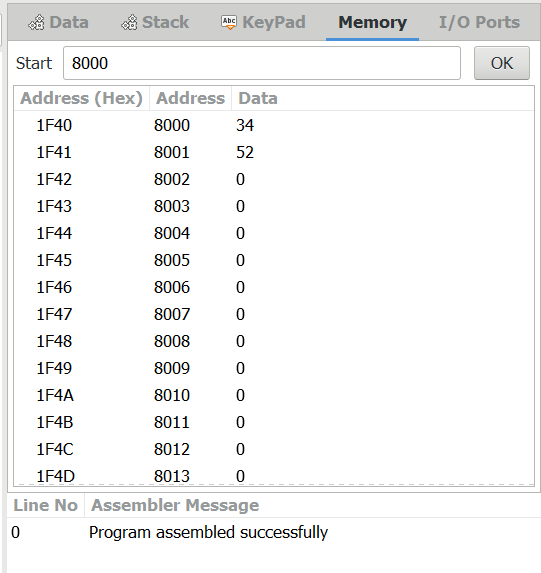 Data Stack Abc KeyPad Memory I/O Ports
Start 8000 OK
Address (Hex) Address Data
1F40 8000 34
1F41 8001 52
1F42 8002 0
1F43 8003 0
1F44 8004 0
1F45 8005 0
1F46 8006 0
1F47 8007 0
1F48 8008 0
1F49 8009 0
1F4A 8010 0
1F4B 8011 0
1F4C 8012 0
1F4D 8013 0
Line No Assembler Message
0 Program assembled successfully